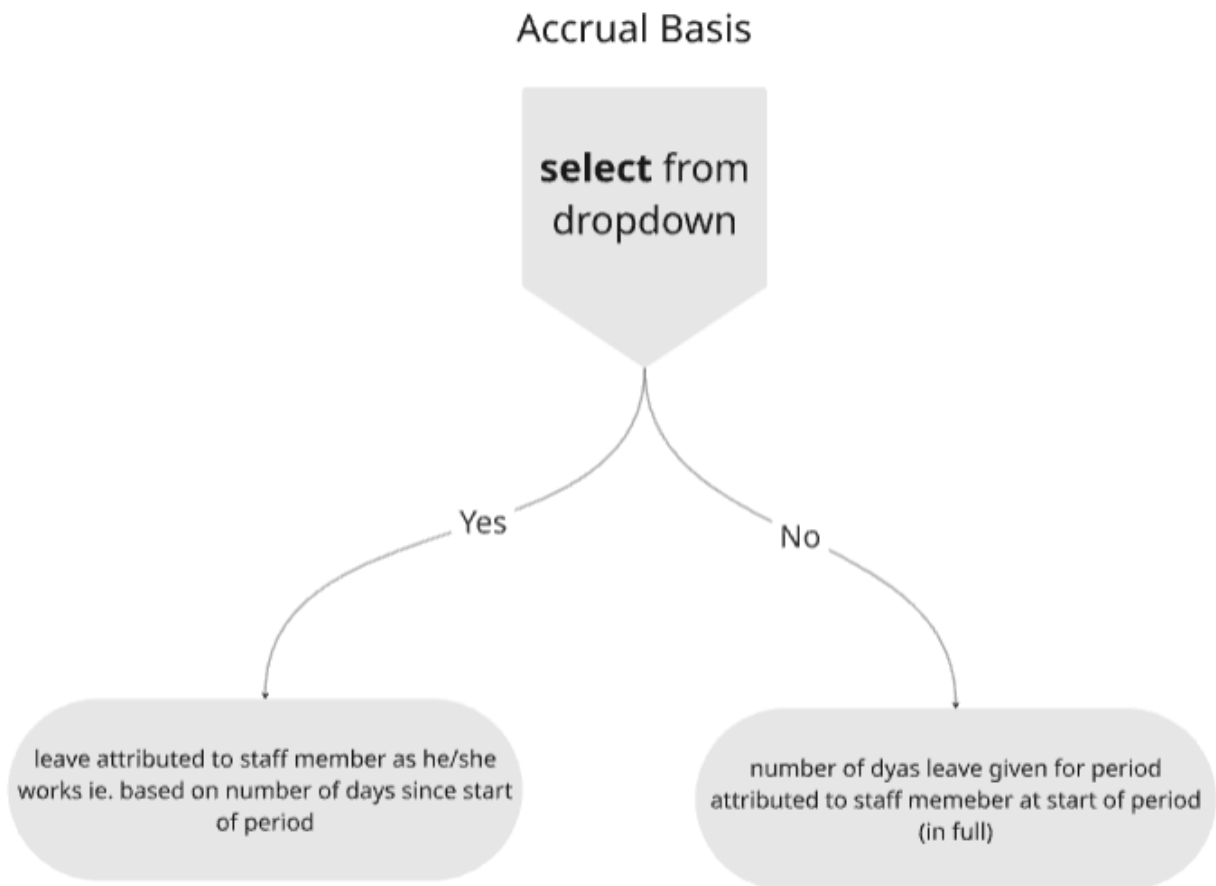 Accrual Basis
select from
dropdown
Yes
No
leave attributed to staff member as he/she
works ie. based on number of days since start
of period
number of dyas leave given for period
attributed to staff memeber at start of period
(in full)